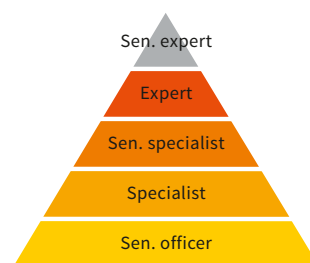 Sen. expert
Expert
Sen. specialist
Specialist
Sen. officer